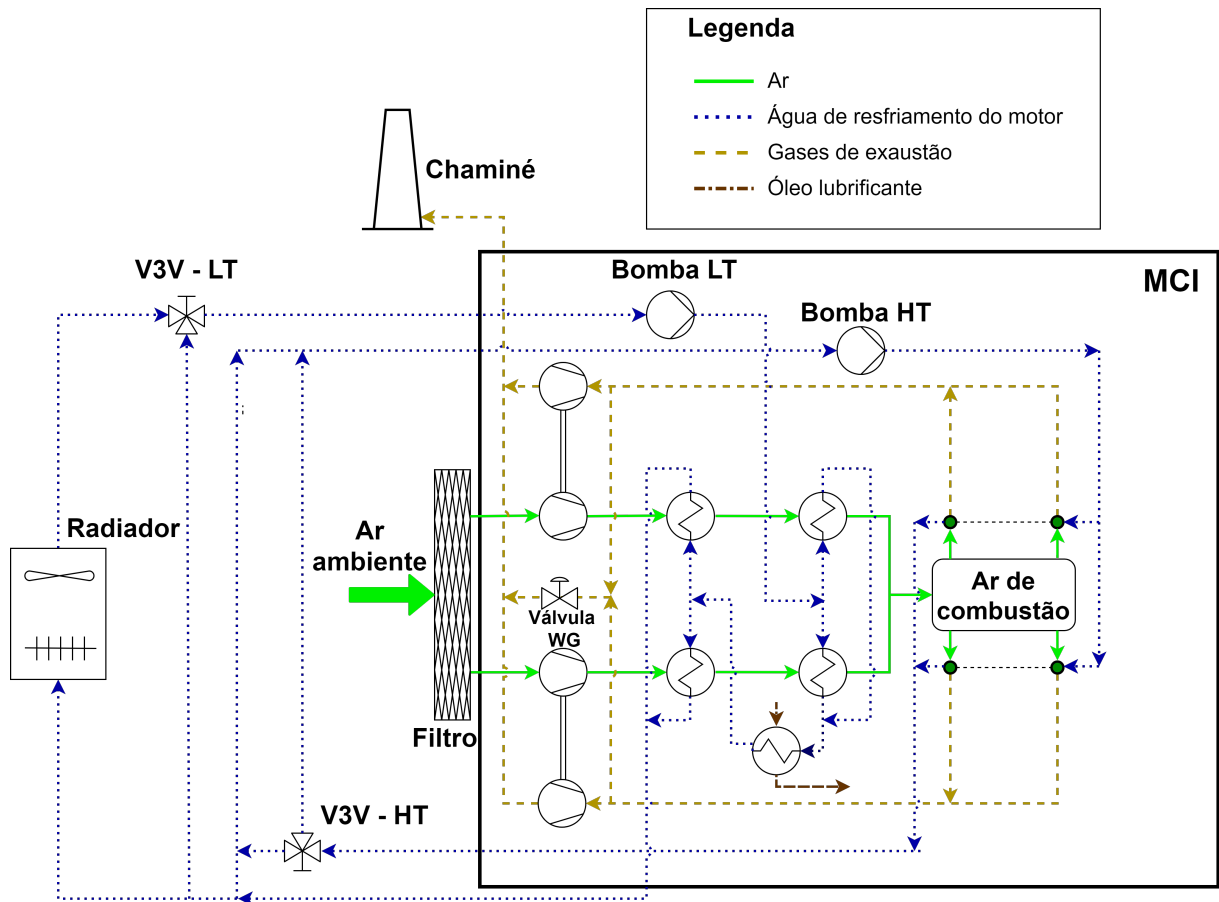 Legenda
Ar
Água de resfriamento do motor
Gases de exaustão
Óleo lubrificante
Chaminé
V3V - LT
Bomba LT
MCI
Bomba HT
Radiador
Ar
ambiente
Ar de
combustão
Válvula
WG
Filtro
V3V - HT